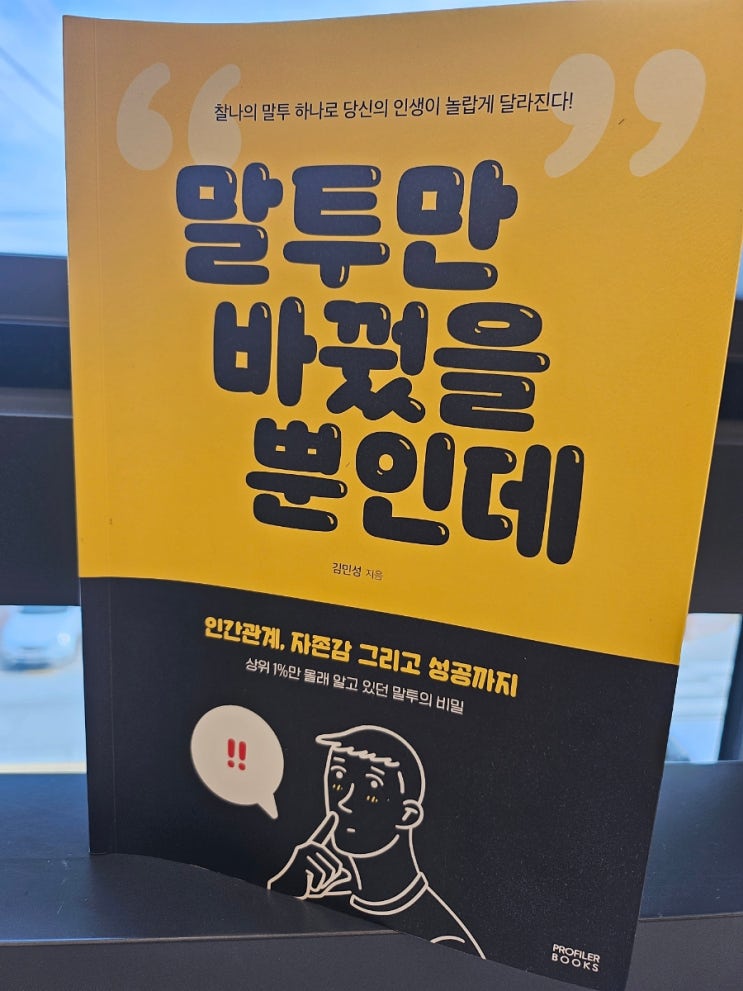 찰나의 말투 하나로 당신의 인생이 놀랍게 달라진다!
말투만
바꿨을
뿐인데
김민성 지음
인간관계, 자존감 그리고 성공까지
상위 1%만 몰래 알고 있던 말투의 비밀
!!
PROFILER
BOOKS